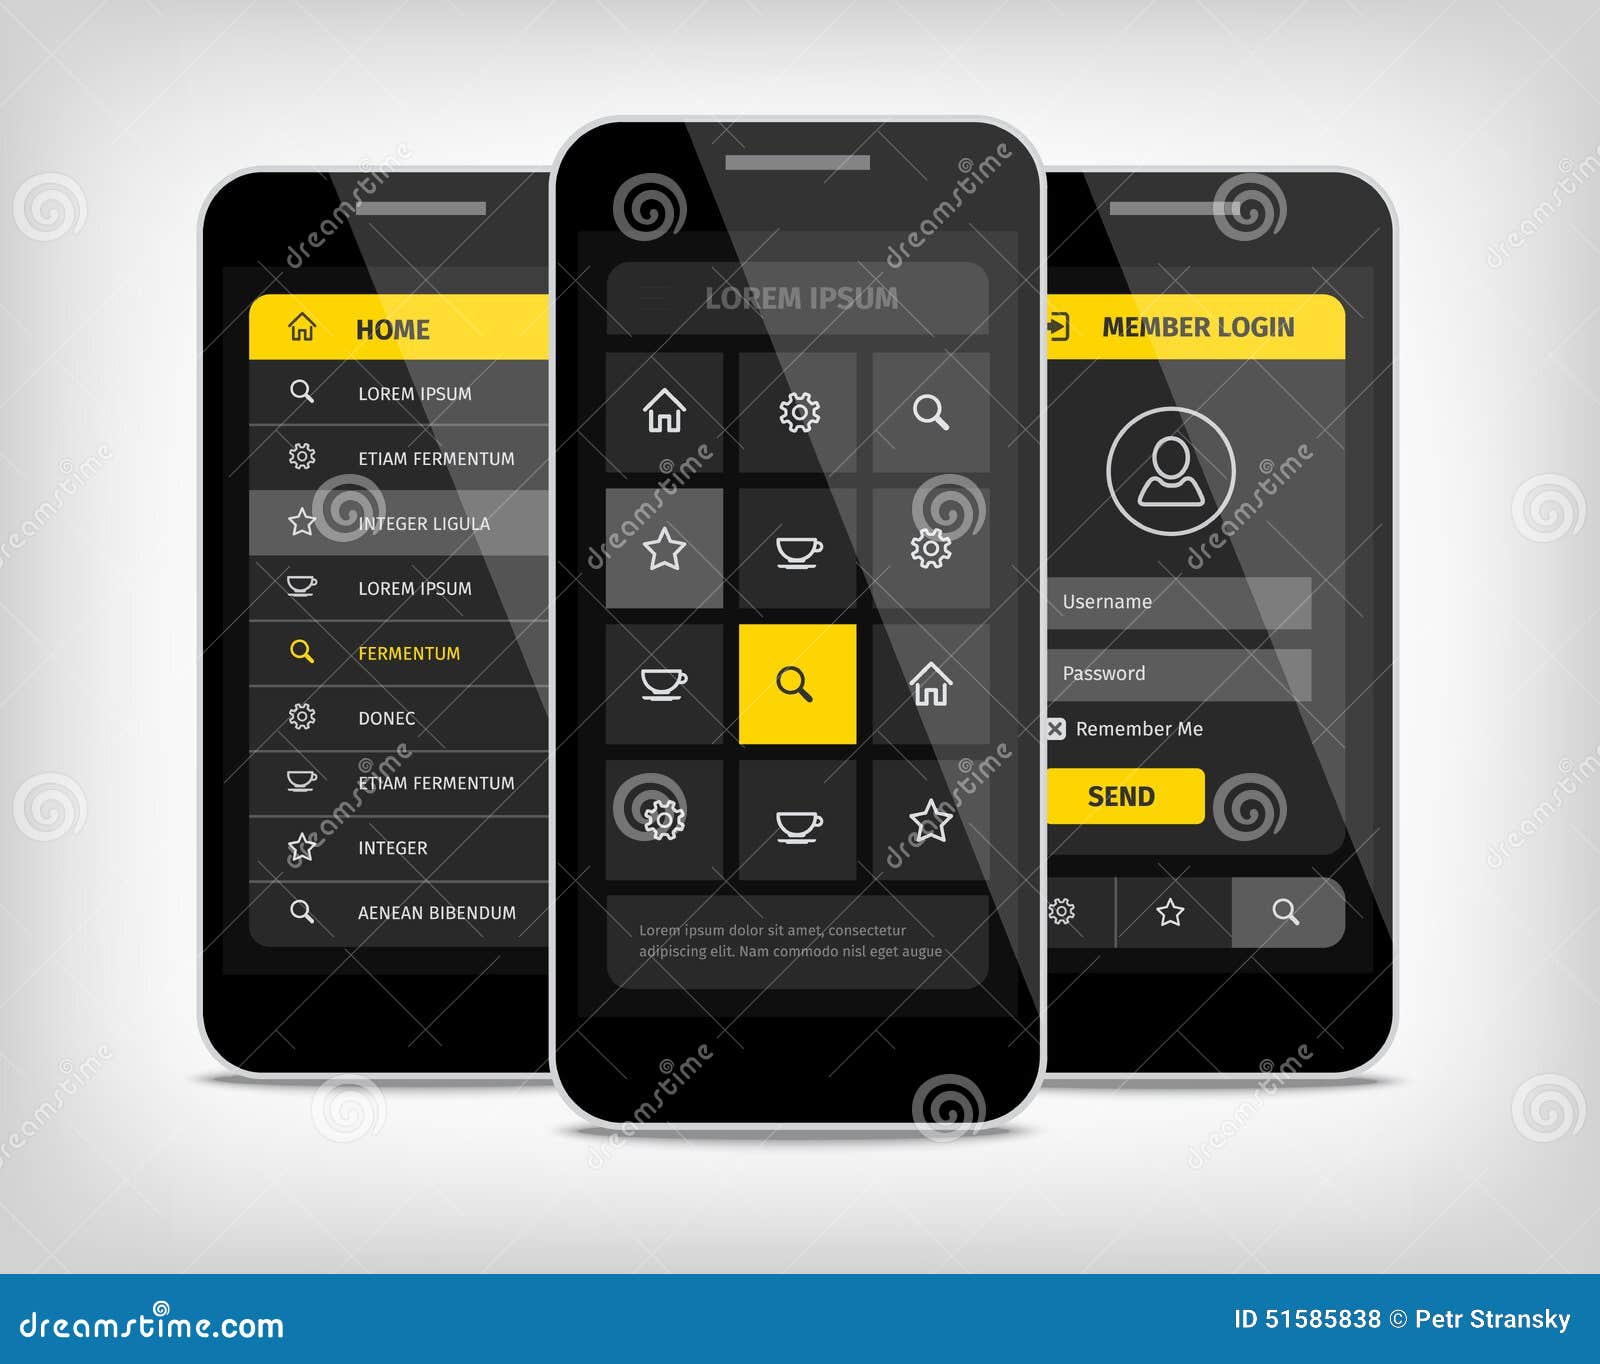 HOME
LOREM IPSUM
ETIAM FERMENTUM
INTEGER LIGULA
LOREM IPSUM
FERMENTUM
DONEC
ETIAM FERMENTUM
INTEGER
AENEAN BIBENDUM
LOREM IPSUM
Lorem ipsum dolor sit amet, consectetur
adipiscing elit. Nam commodo nisl eget augue
MEMBER LOGIN
Username
Password
Remember Me
SEND
dreamstime.com
ID 51585838 © Petr Stransky